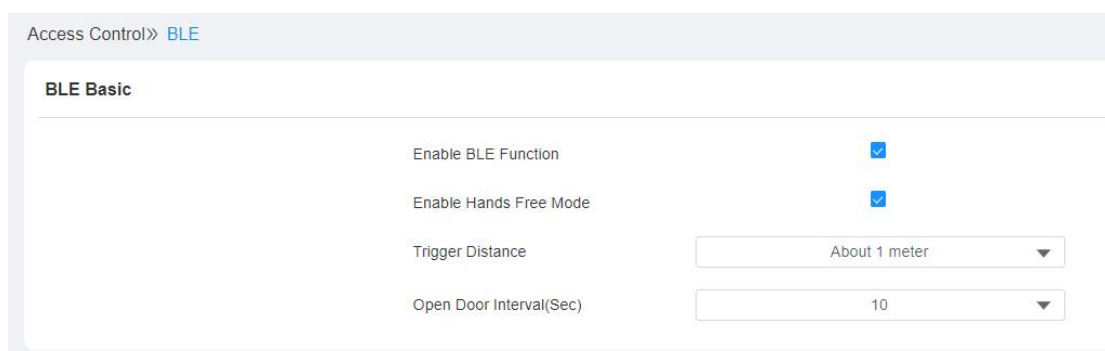 Access Control» BLE
BLE Basic
Enable BLE Function
Enable Hands Free Mode
Trigger Distance About 1 meter
Open Door Interval(Sec) 10